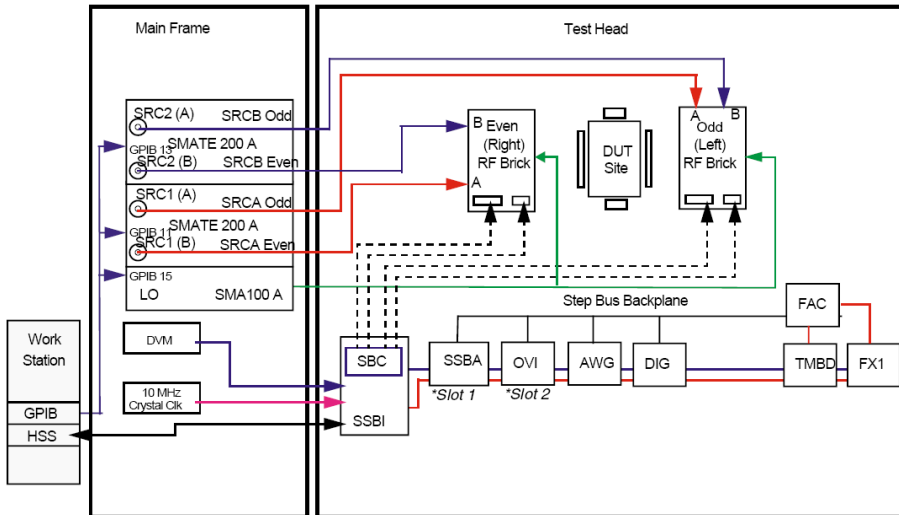 Main Frame
Test Head
SRC2 (A) SRCB Odd
GPIB 13 SMATE 200 A
SRC2 (B) SRCB Even
SRC1 (A) SRCA Odd
GPIB 11 SMATE 200 A
SRC1 (B) SRCA Even
GPIB 15
LO SMA100 A
B Even
(Right)
RF Brick
A
DUT
Site
A B
Odd
(Left)
RF Brick
Step Bus Backplane
Work
Station
GPIB
HSS
DVM
10 MHz
Crystal Clk
SBC
SSBI
SSBA
*Slot 1
OVI
*Slot 2
AWG
DIG
FAC
TMBD
FX1